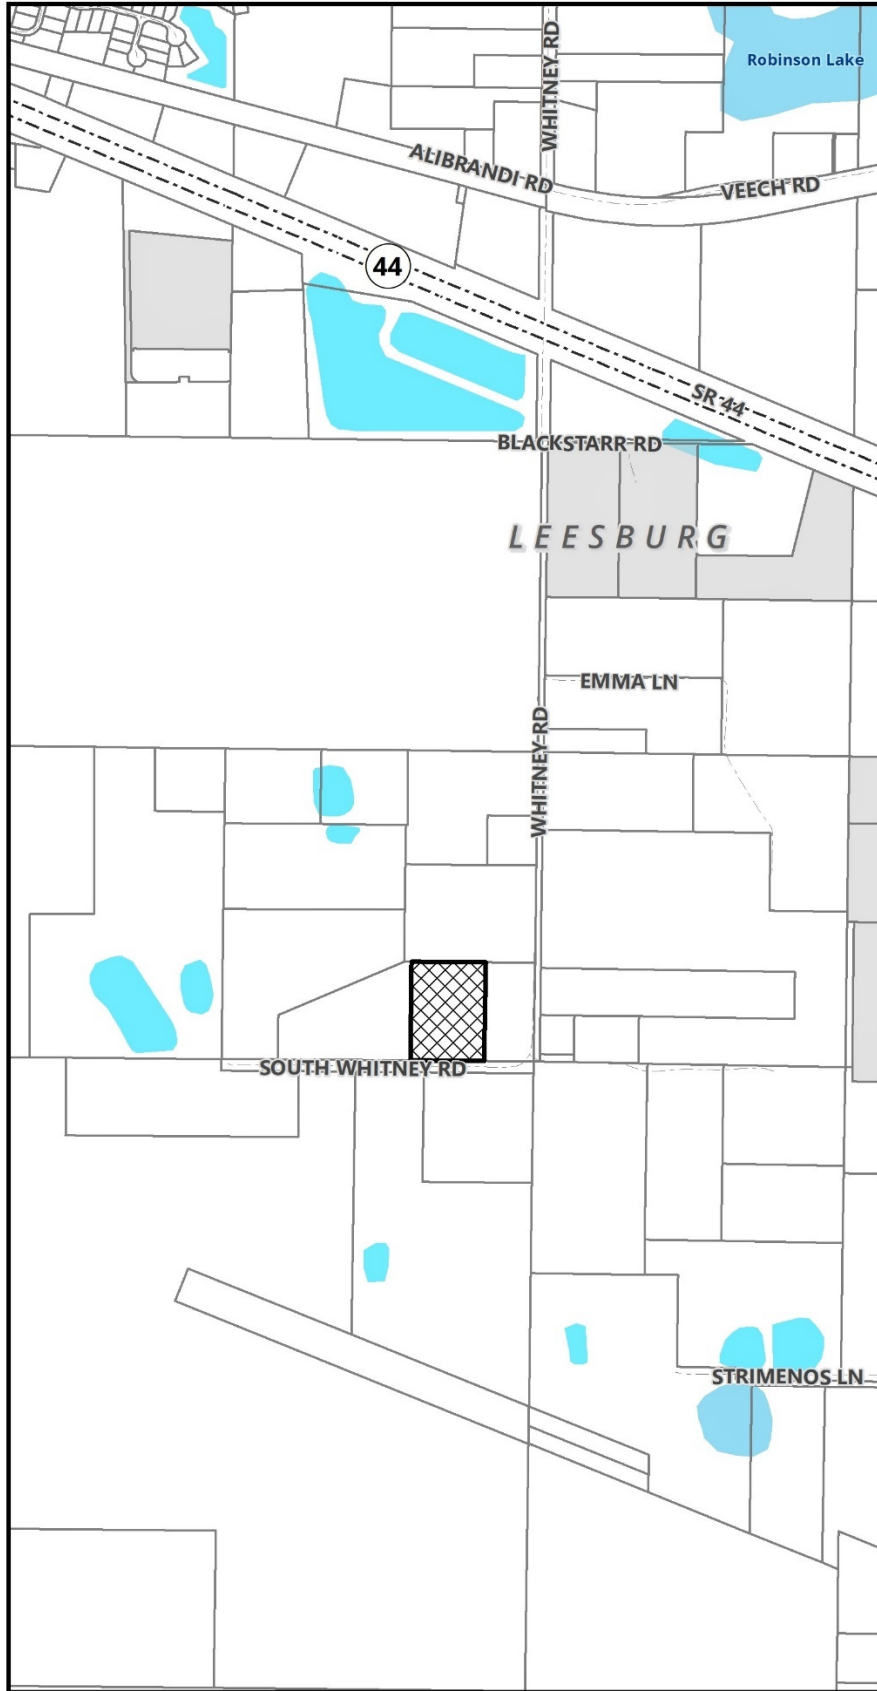 WHITNEY RD
Robinson Lake
ALIBRANDI RD
VEECH RD
44
SR 44
BLACKSTARR RD
LEESBURG
EMMA LN
WHITNEY RD
SOUTH WHITNEY RD
STRIMENOS LN